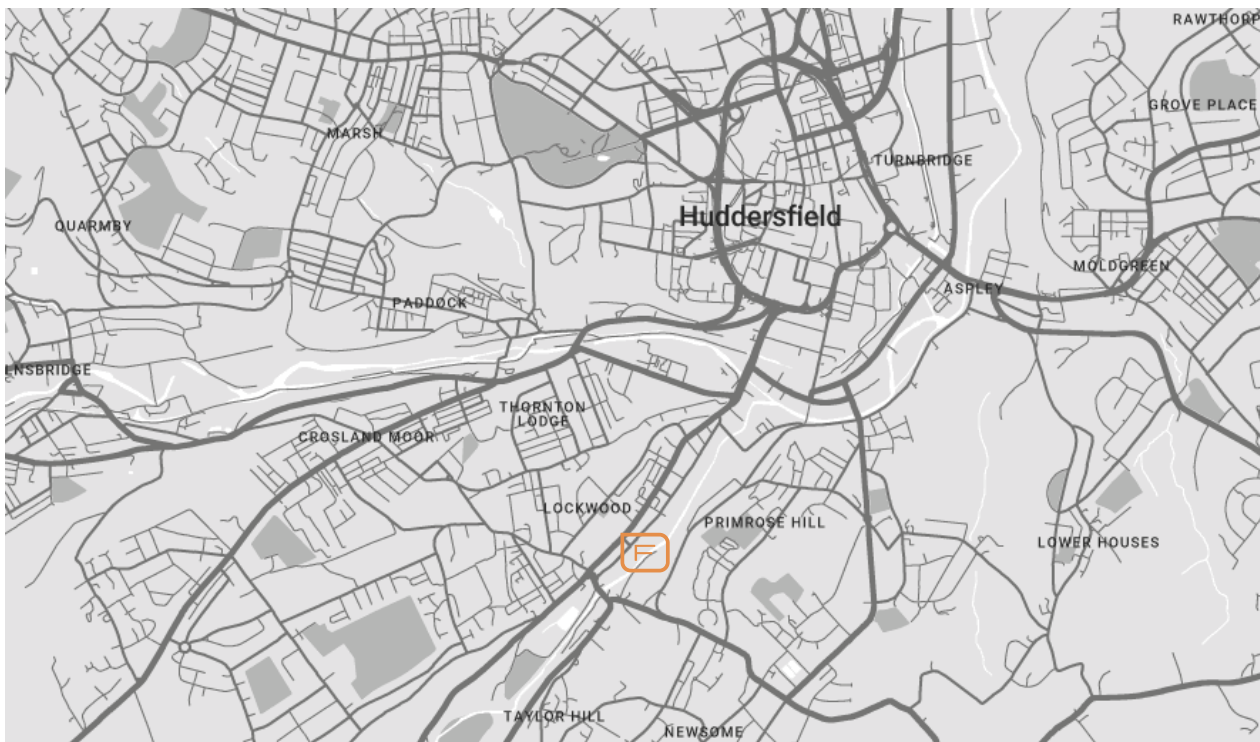 RAWTHORP
GROVE PLACE
MARSH
TURNBRIDGE
Huddersfield
QUARMBY
MOLDGREEN
ASPLEY
PADDOCK
LNSBRIDGE
THORNTON
LODGE
CROSLAND MOOR
LOCKWOOD
PRIMROSE HILL
LOWER HOUSES
TAYLOR HILL
NEWSOME